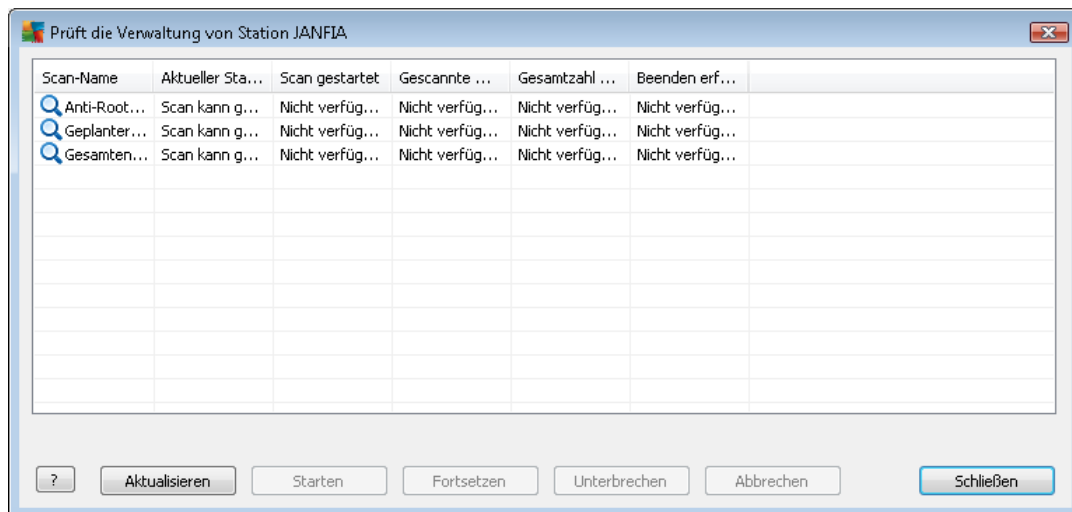 Prüft die Verwaltung von Station JANFIA
Scan-Name Aktueller Sta... Scan gestartet Gescannte ... Gesamtzahl ... Beenden erf...
Anti-Root... Scan kann g... Nicht verfüg... Nicht verfüg... Nicht verfüg... Nicht verfüg...
Geplanter... Scan kann g... Nicht verfüg... Nicht verfüg... Nicht verfüg... Nicht verfüg...
Gesamten... Scan kann g... Nicht verfüg... Nicht verfüg... Nicht verfüg... Nicht verfüg...
? Aktualisieren Starten Fortsetzen Unterbrechen Abbrechen Schließen